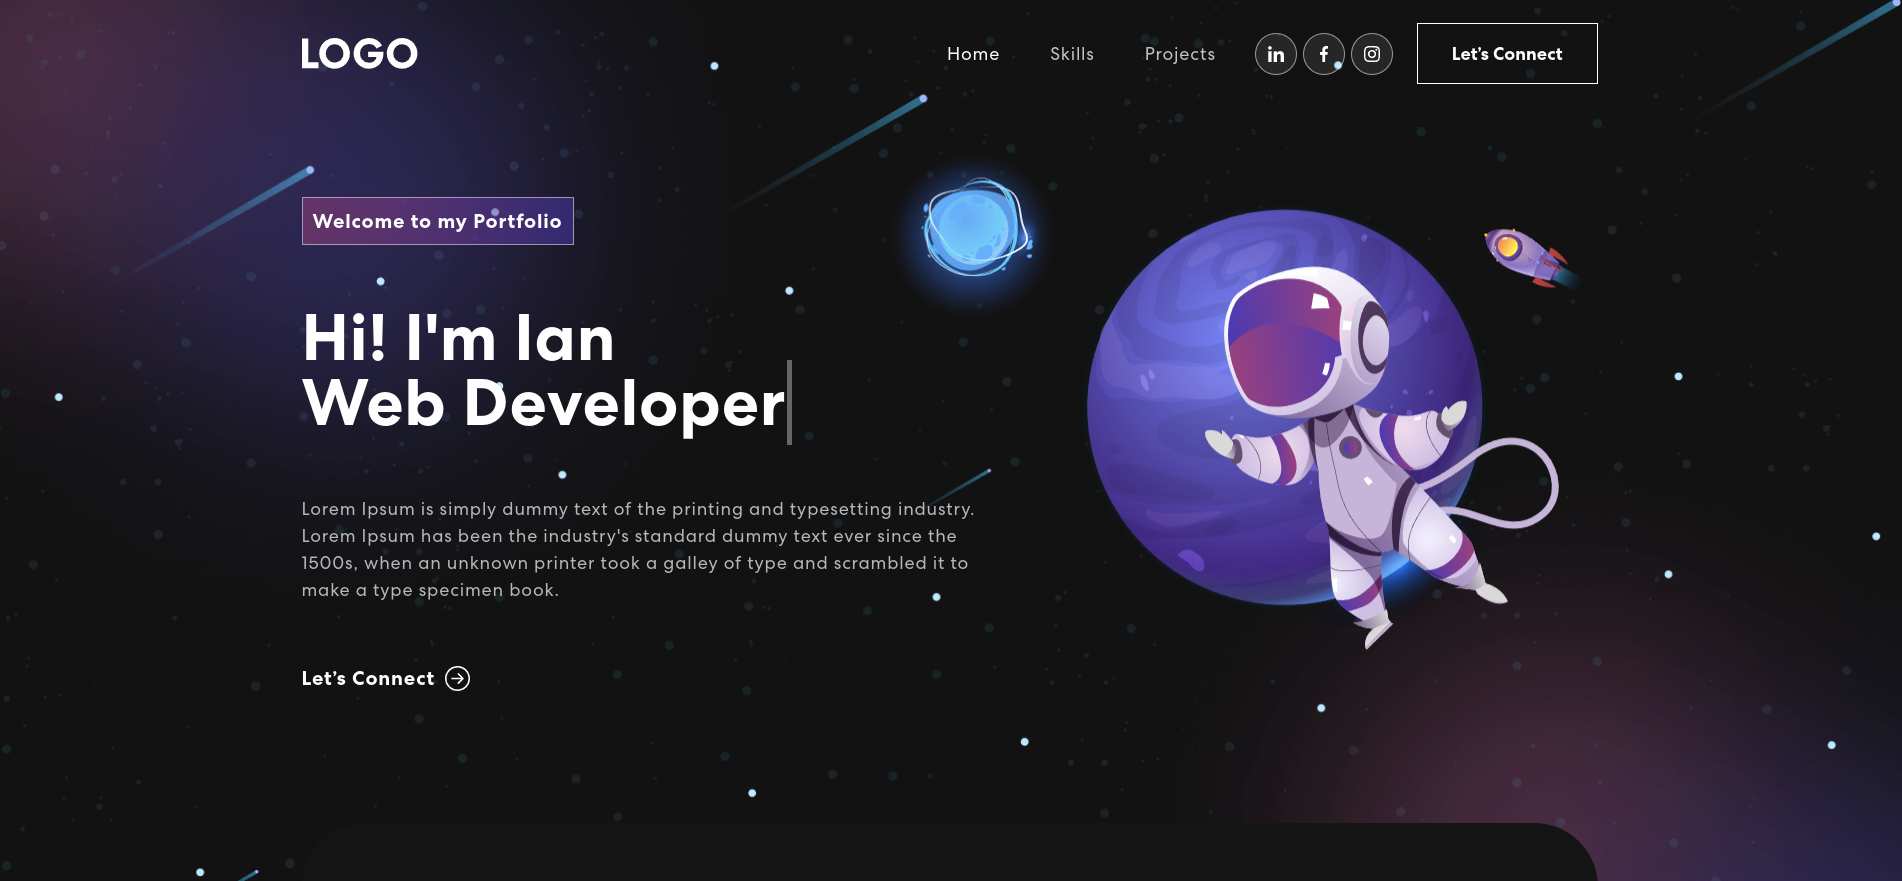 LOGO
Home Skills Projects Let’s Connect
Welcome to my Portfolio
Hi! I'm Ian
Web Developer
Lorem Ipsum is simply dummy text of the printing and typesetting industry.
Lorem Ipsum has been the industry's standard dummy text ever since the
1500s, when an unknown printer took a galley of type and scrambled it to
make a type specimen book.
Let’s Connect